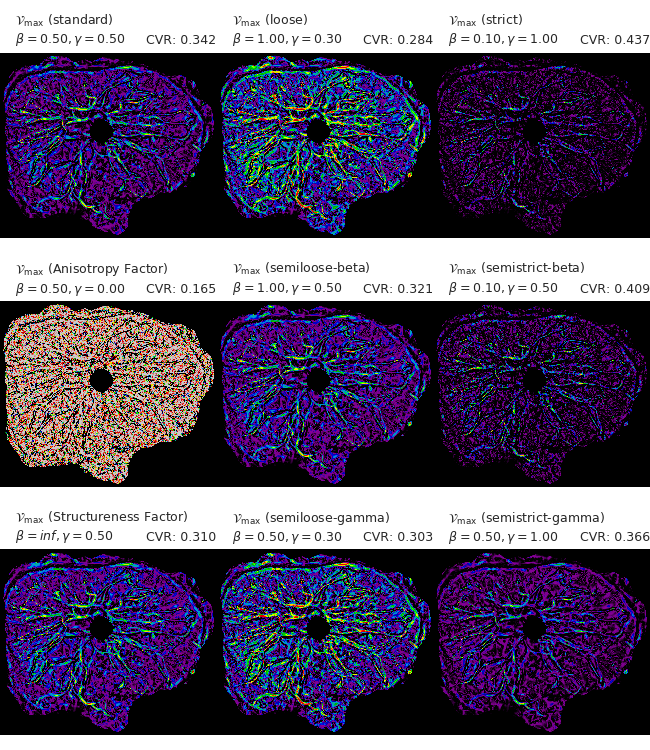 𝒱max (standard)
β = 0.50, γ = 0.50 CVR: 0.342
𝒱max (loose)
β = 1.00, γ = 0.30 CVR: 0.284
𝒱max (strict)
β = 0.10, γ = 1.00 CVR: 0.437
𝒱max (Anisotropy Factor)
β = 0.50, γ = 0.00 CVR: 0.165
𝒱max (semiloose-beta)
β = 1.00, γ = 0.50 CVR: 0.321
𝒱max (semistrict-beta)
β = 0.10, γ = 0.50 CVR: 0.409
𝒱max (Structureness Factor)
β = inf, γ = 0.50 CVR: 0.310
𝒱max (semiloose-gamma)
β = 0.50, γ = 0.30 CVR: 0.303
𝒱max (semistrict-gamma)
β = 0.50, γ = 1.00 CVR: 0.366